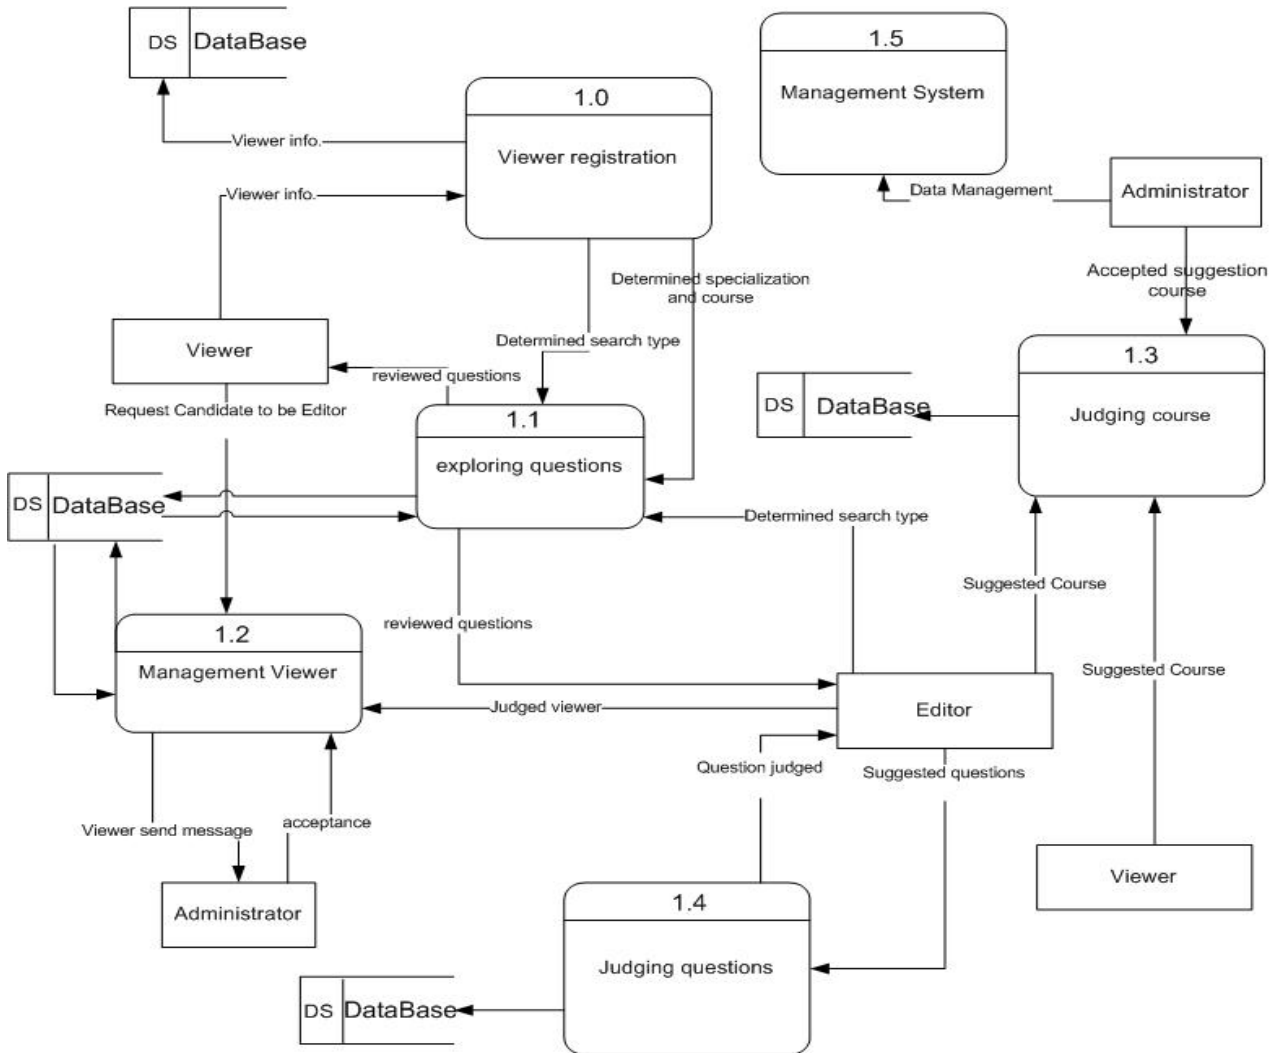 DS DataBase
1.5
Management System
1.0
Viewer registration
Viewer info.
Viewer info.
Data Management
Administrator
Determined specialization
and course
Accepted suggestion
course
Viewer
Determined search type
reviewed questions
1.3
Judging course
Request Candidate to be Editor
DS DataBase
1.1
exploring questions
DS DataBase
Determined search type
Suggested Course
reviewed questions
1.2
Management Viewer
Suggested Course
Judged viewer
Editor
Question judged
Suggested questions
Viewer send message
acceptance
Viewer
Administrator
1.4
Judging questions
DS DataBase